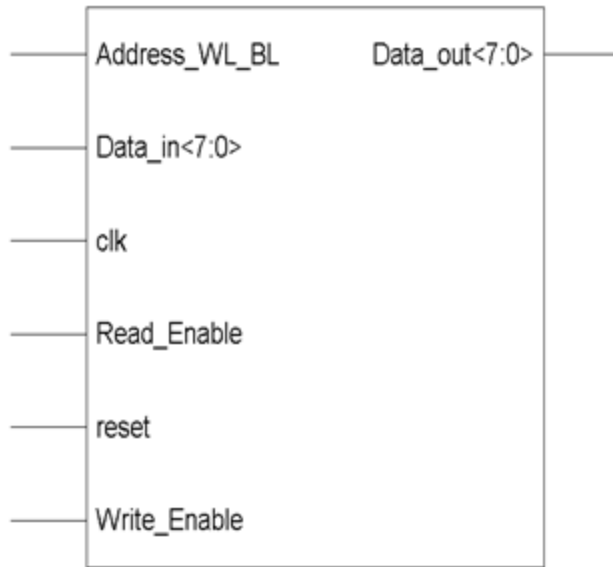 Address_WL_BL Data_out<7:0>
Data_in<7:0>
clk
Read_Enable
reset
Write_Enable